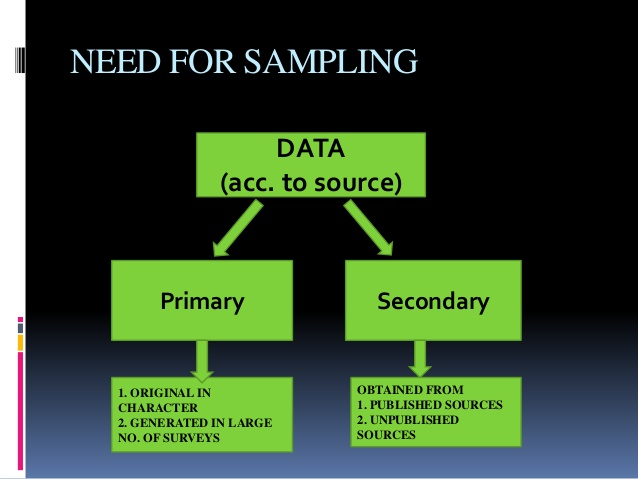 NEED FOR SAMPLING
DATA
(acc. to source)
Primary
Secondary
1. ORIGINAL IN
CHARACTER
2. GENERATED IN LARGE
NO. OF SURVEYS
OBTAINED FROM
1. PUBLISHED SOURCES
2. UNPUBLISHED
SOURCES